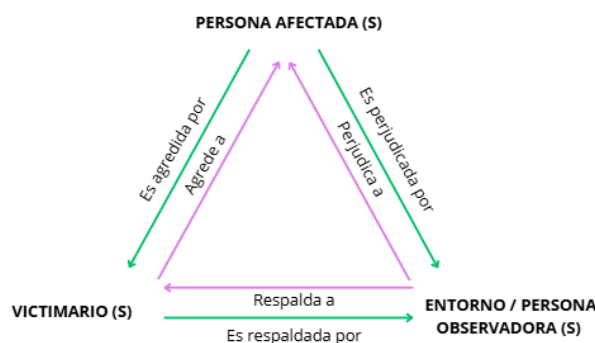 PERSONA AFECTADA (S)
Es agredida por
Agrede a
Perjudica a
Es perjudicada por
VICTIMARIO (S)
Respalda a
Es respaldada por
ENTORNO / PERSONA
OBSERVADORA (S)